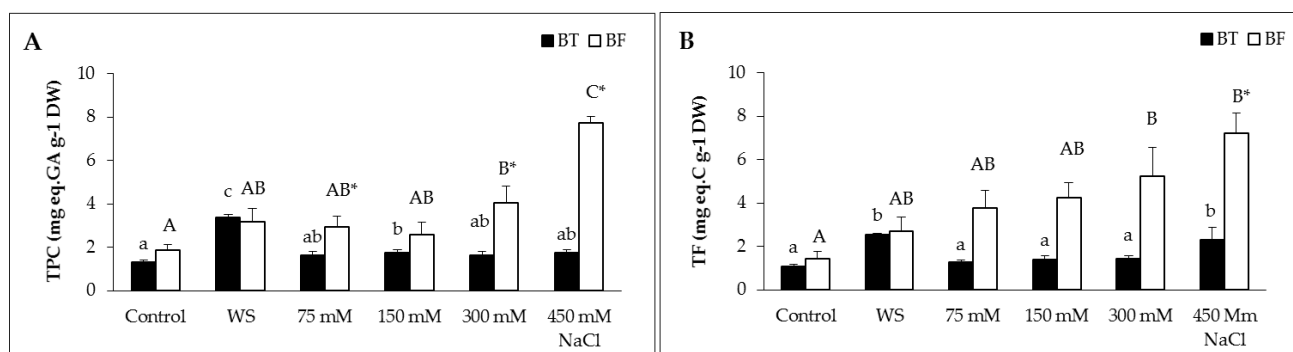 A
BT BF
TPC (mg eq.GA g-1 DW)
10
8
6
4
2
0
a A
c AB
ab AB*
b AB
ab B*
ab C*
Control WS 75 mM 150 mM 300 mM 450 mM
NaCl
B
BT BF
TF (mg eq.C g-1 DW)
10
8
6
4
2
0
a A
b AB
a AB
a AB
a B
b B*
Control WS 75 mM 150 mM 300 mM 450 Mm
NaCl